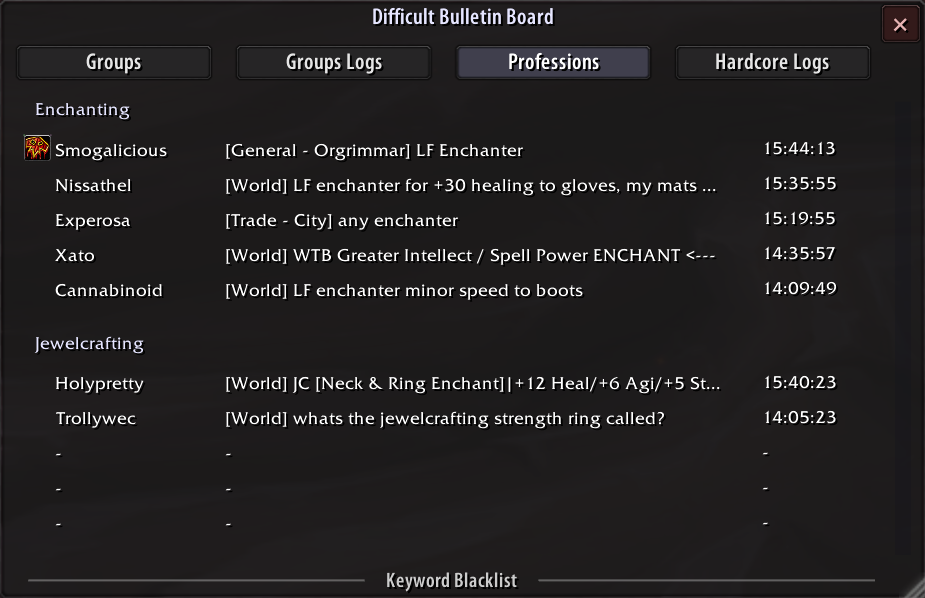 Difficult Bulletin Board
Groups Groups Logs Professions Hardcore Logs
Enchanting
Smogalicious [General - Orgrimmar] LF Enchanter 15:44:13
Nissathel [World] LF enchanter for +30 healing to gloves, my mats ... 15:35:55
Experosa [Trade - City] any enchanter 15:19:55
Xato [World] WTB Greater Intellect / Spell Power ENCHANT <--- 14:35:57
Cannabinoid [World] LF enchanter minor speed to boots 14:09:49
Jewelcrafting
Holypretty [World] JC [Neck & Ring Enchant]|+12 Heal/+6 Agi/+5 St... 15:40:23
Trollywec [World] whats the jewelcrafting strength ring called? 14:05:23
- - -
- - -
- - -
Keyword Blacklist